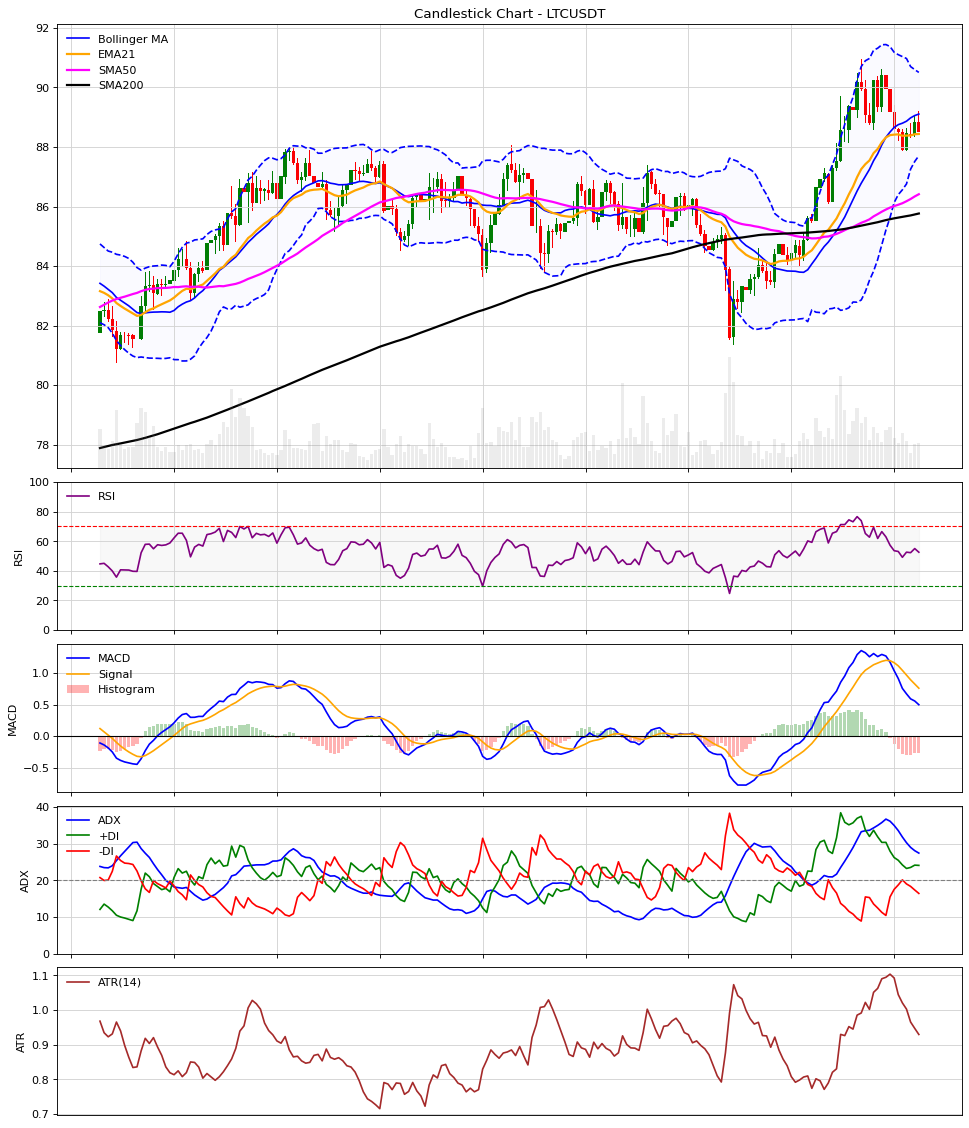 Candlestick Chart - LTCUSDT
92
90
88
86
84
82
80
78
Bollinger MA
EMA21
SMA50
SMA200
100
80
60
40
20
0
RSI
RSI
1.0
0.5
0.0
−0.5
MACD
MACD
Signal
Histogram
40
30
20
10
0
ADX
ADX
+DI
-DI
1.1
1.0
0.9
0.8
0.7
ATR
ATR(14)